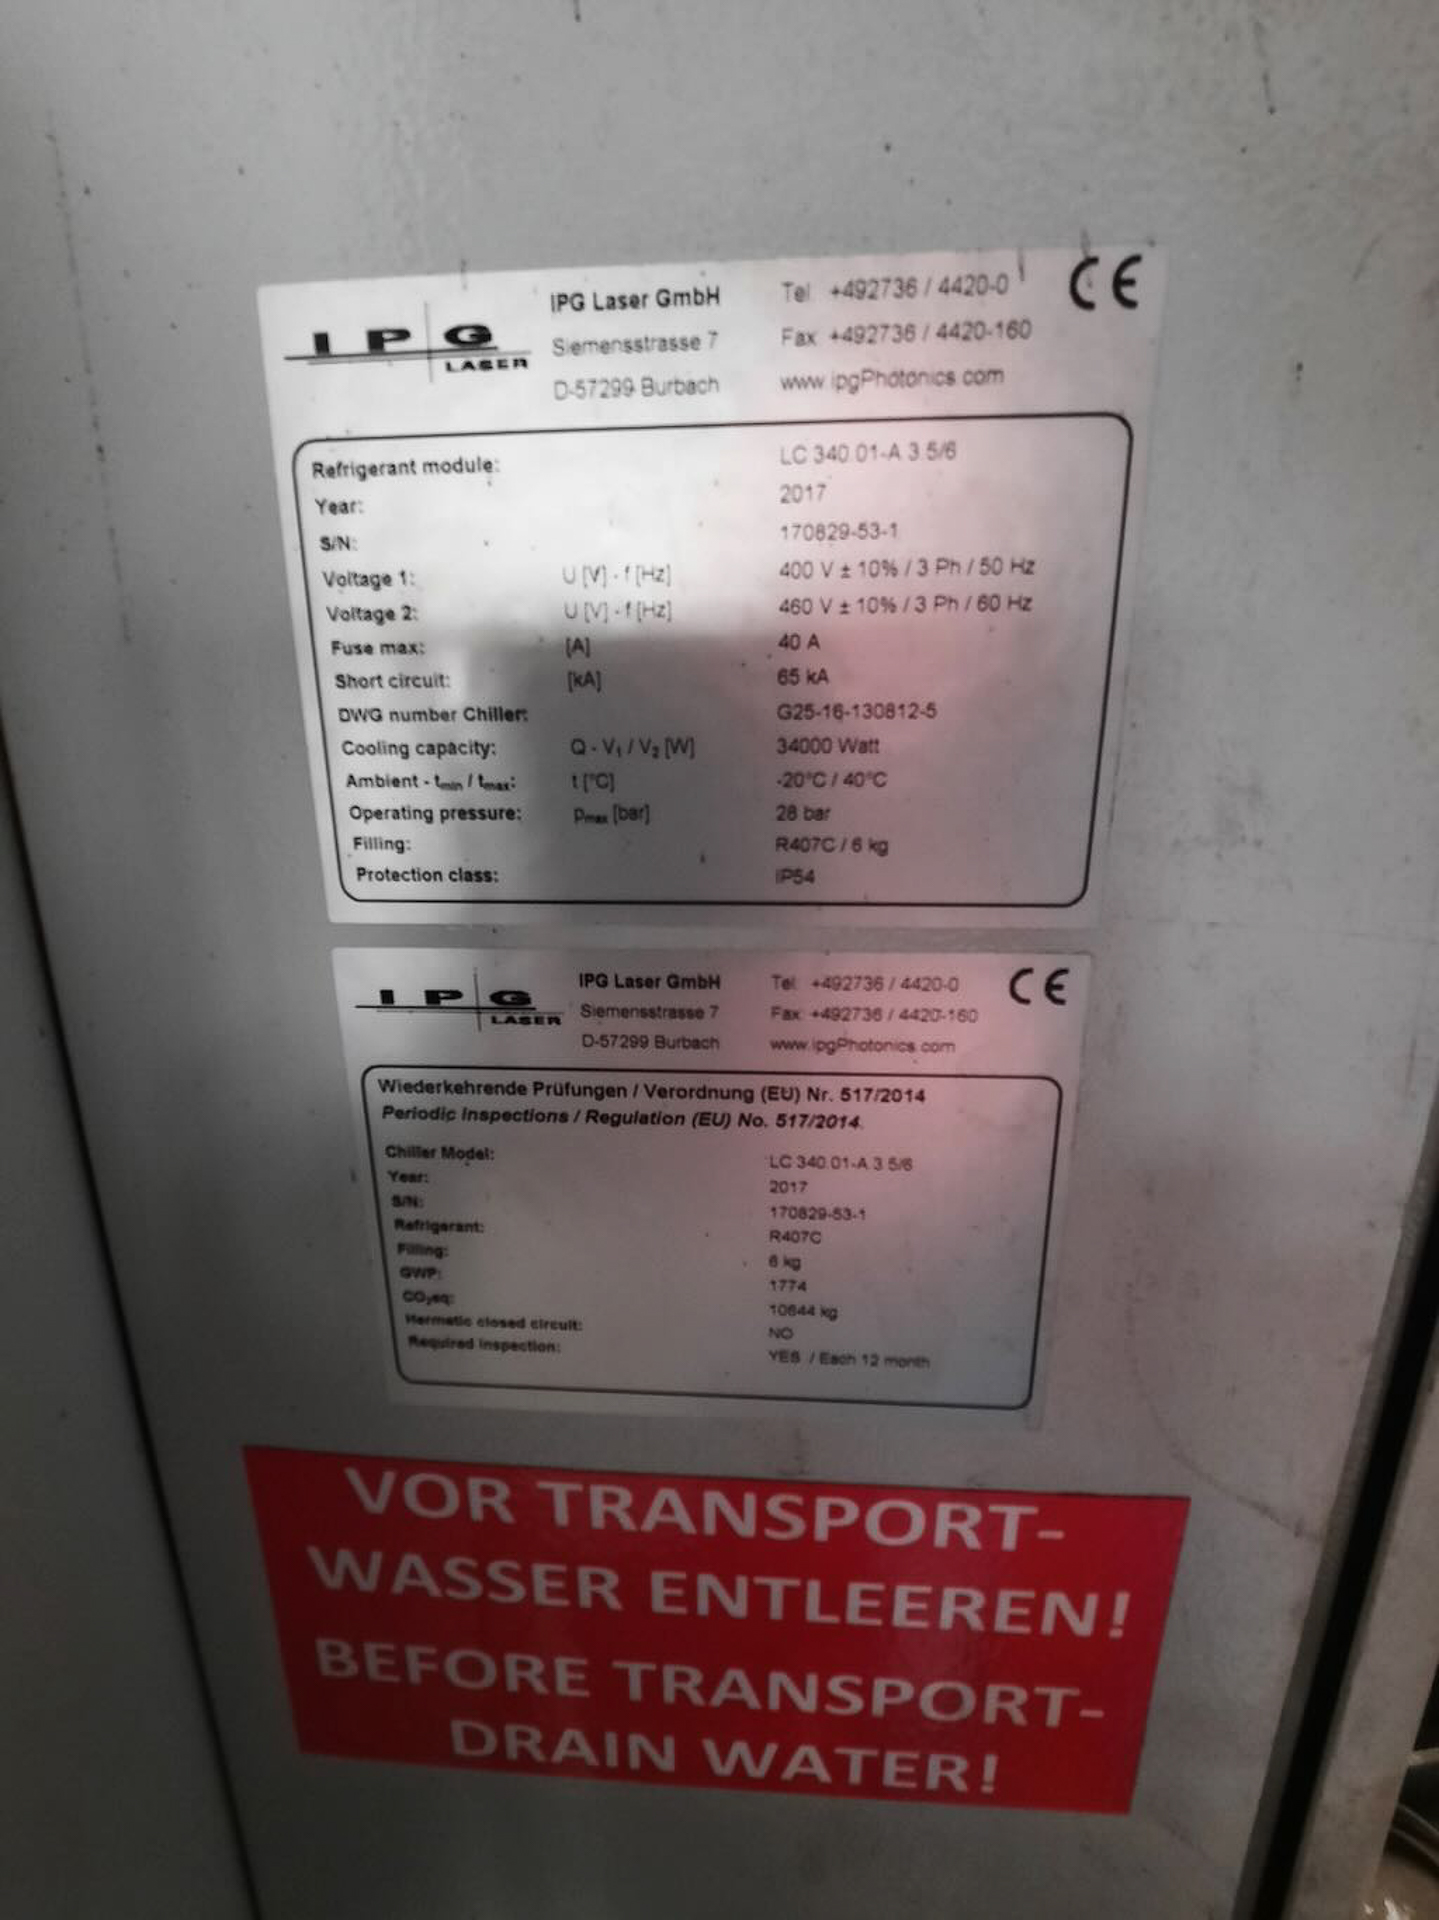 IPG LASER
IPG Laser GmbH
Siemensstrasse 7
D-57299 Burbach
Tel +492736 / 4420-0
Fax +492736 / 4420-160
www.ipgPhotonics.com
CE
Refrigerant module: LC 340.01-A 3.5/6
Year: 2017
S/N: 170829-53-1
Voltage 1: U [V] - f [Hz] 400 V ± 10% / 3 Ph / 50 Hz
Voltage 2: U [V] - f [Hz] 460 V ± 10% / 3 Ph / 60 Hz
Fuse max: [A] 40 A
Short circuit: [kA] 65 kA
DWG number Chiller: G25-16-130812-5
Cooling capacity: Q - V₁ / V₂ [W] 34000 Watt
Ambient - tmin / tmax: t [°C] -20°C / 40°C
Operating pressure: pmax [bar] 28 bar
Filling: R407C / 6 kg
Protection class: IP54
IPG LASER
IPG Laser GmbH
Siemensstrasse 7
D-57299 Burbach
Tel +492736 / 4420-0
Fax +492736 / 4420-160
www.ipgPhotonics.com
CE
Wiederkehrende Prüfungen / Verordnung (EU) Nr. 517/2014
Periodic Inspections / Regulation (EU) No. 517/2014
Chiller Model: LC 340.01-A 3.5/6
Year: 2017
S/N: 170829-53-1
Refrigerant: R407C
Filling: 6 kg
GWP: 1774
CO₂eq: 10644 kg
Hermetic closed circuit: NO
Required inspection: YES / Each 12 month
VOR TRANSPORT-
WASSER ENTLEEREN!
BEFORE TRANSPORT-
DRAIN WATER!